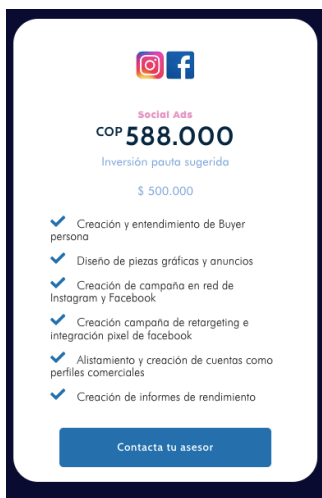 Social Ads
COP 588.000
Inversión pauta sugerida
$ 500.000
Creación y entendimiento de Buyer
persona
Diseño de piezas gráficas y anuncios
Creación de campaña en red de
Instagram y Facebook
Creación campaña de retargeting e
integración pixel de facebook
Alistamiento y creación de cuentas como
perfiles comerciales
Creación de informes de rendimiento
Contacta tu asesor